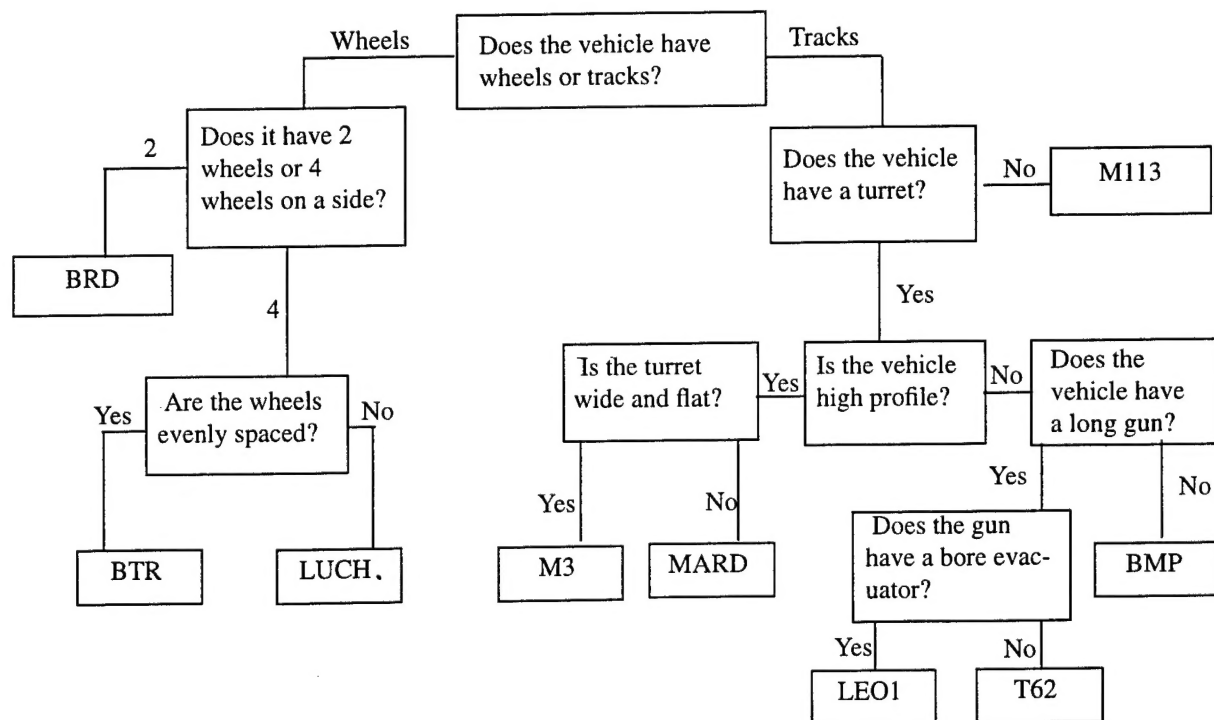 Wheels
Does the vehicle have
wheels or tracks?
Tracks
2
Does it have 2
wheels or 4
wheels on a side?
Does the vehicle
have a turret?
No
M113
BRD
4
Yes
Yes
Are the wheels
evenly spaced?
No
Is the turret
wide and flat?
Yes
Is the vehicle
high profile?
No
Does the
vehicle have
a long gun?
Yes
No
Yes
No
BTR
LUCH.
M3
MARD
Does the gun
have a bore evac-
uator?
BMP
Yes
No
LEO1
T62